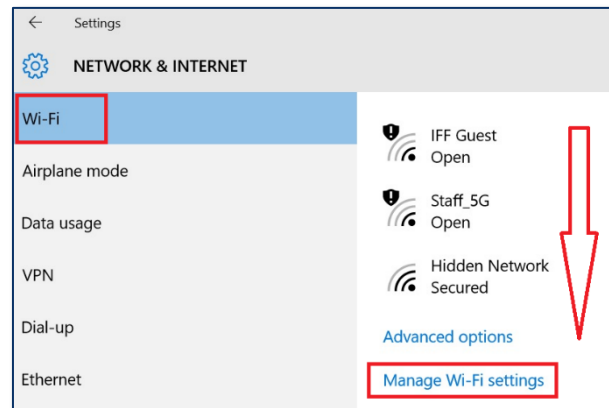 Settings
NETWORK & INTERNET
Wi-Fi
Airplane mode
Data usage
VPN
Dial-up
Ethernet
IFF Guest
Open
Staff_5G
Open
Hidden Network
Secured
Advanced options
Manage Wi-Fi settings